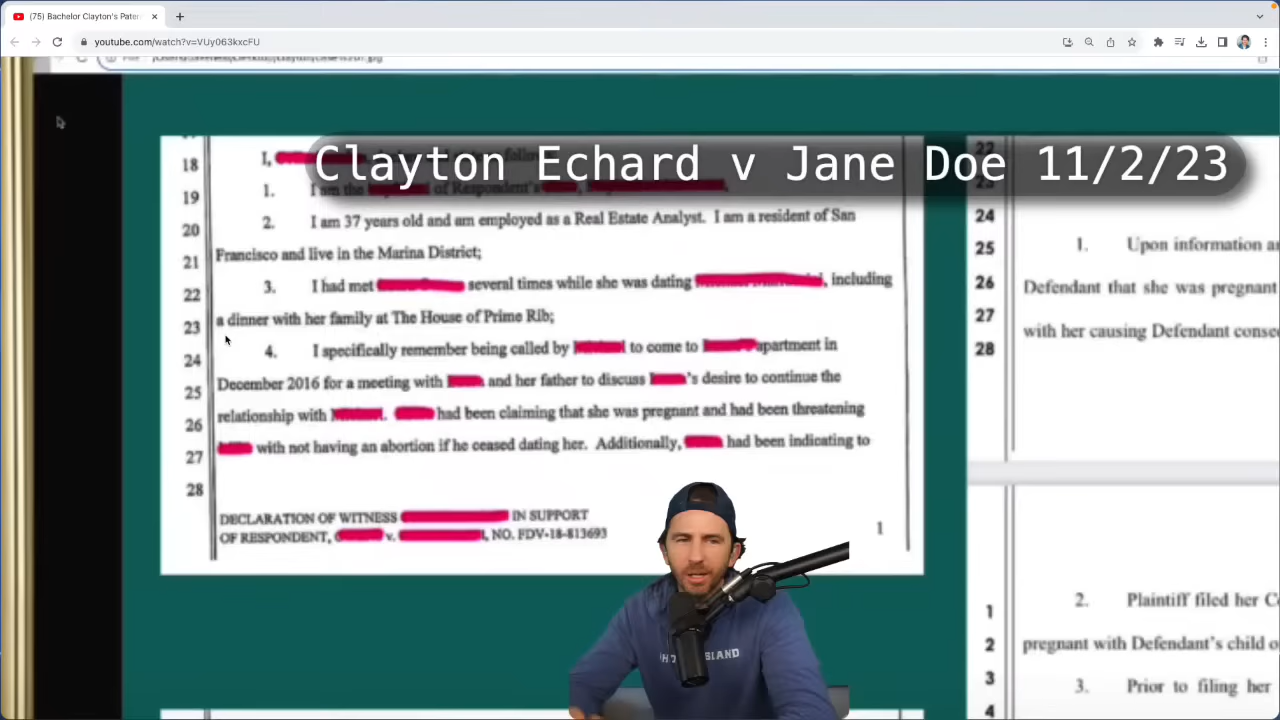 (75) Bachelor Clayton's Pater
youtube.com/watch?v=VUy063kxcFU
Clayton Echard v Jane Doe 11/2/23
18 I,
19 1. I am the of Respondent's
20 2. I am 37 years old and am employed as a Real Estate Analyst. I am a resident of San
21 Francisco and live in the Marina District;
22 3. I had met several times while she was dating , including
23 a dinner with her family at The House of Prime Rib;
24 4. I specifically remember being called by to come to apartment in
25 December 2016 for a meeting with and her father to discuss 's desire to continue the
26 relationship with . had been claiming that she was pregnant and had been threatening
27 with not having an abortion if he ceased dating her. Additionally, had been indicating to
28
DECLARATION OF WITNESS IN SUPPORT
OF RESPONDENT, v. , NO. FDV-18-813693
1
22
23
24
25 1. Upon information a
26 Defendant that she was pregnant
27 with her causing Defendant conse
28
1 2. Plaintiff filed her C
2 pregnant with Defendant's child o
3 3. Prior to filing her
4
ISLAND